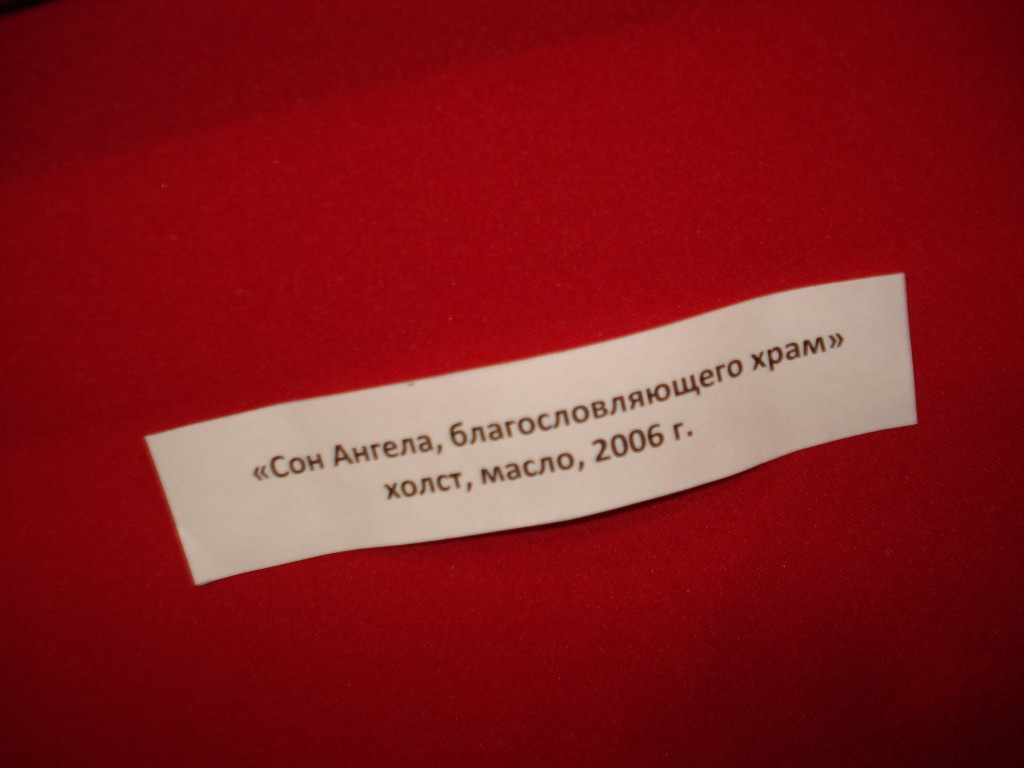 «Сон Ангела, благословляющего храм»
холст, масло, 2006 г.